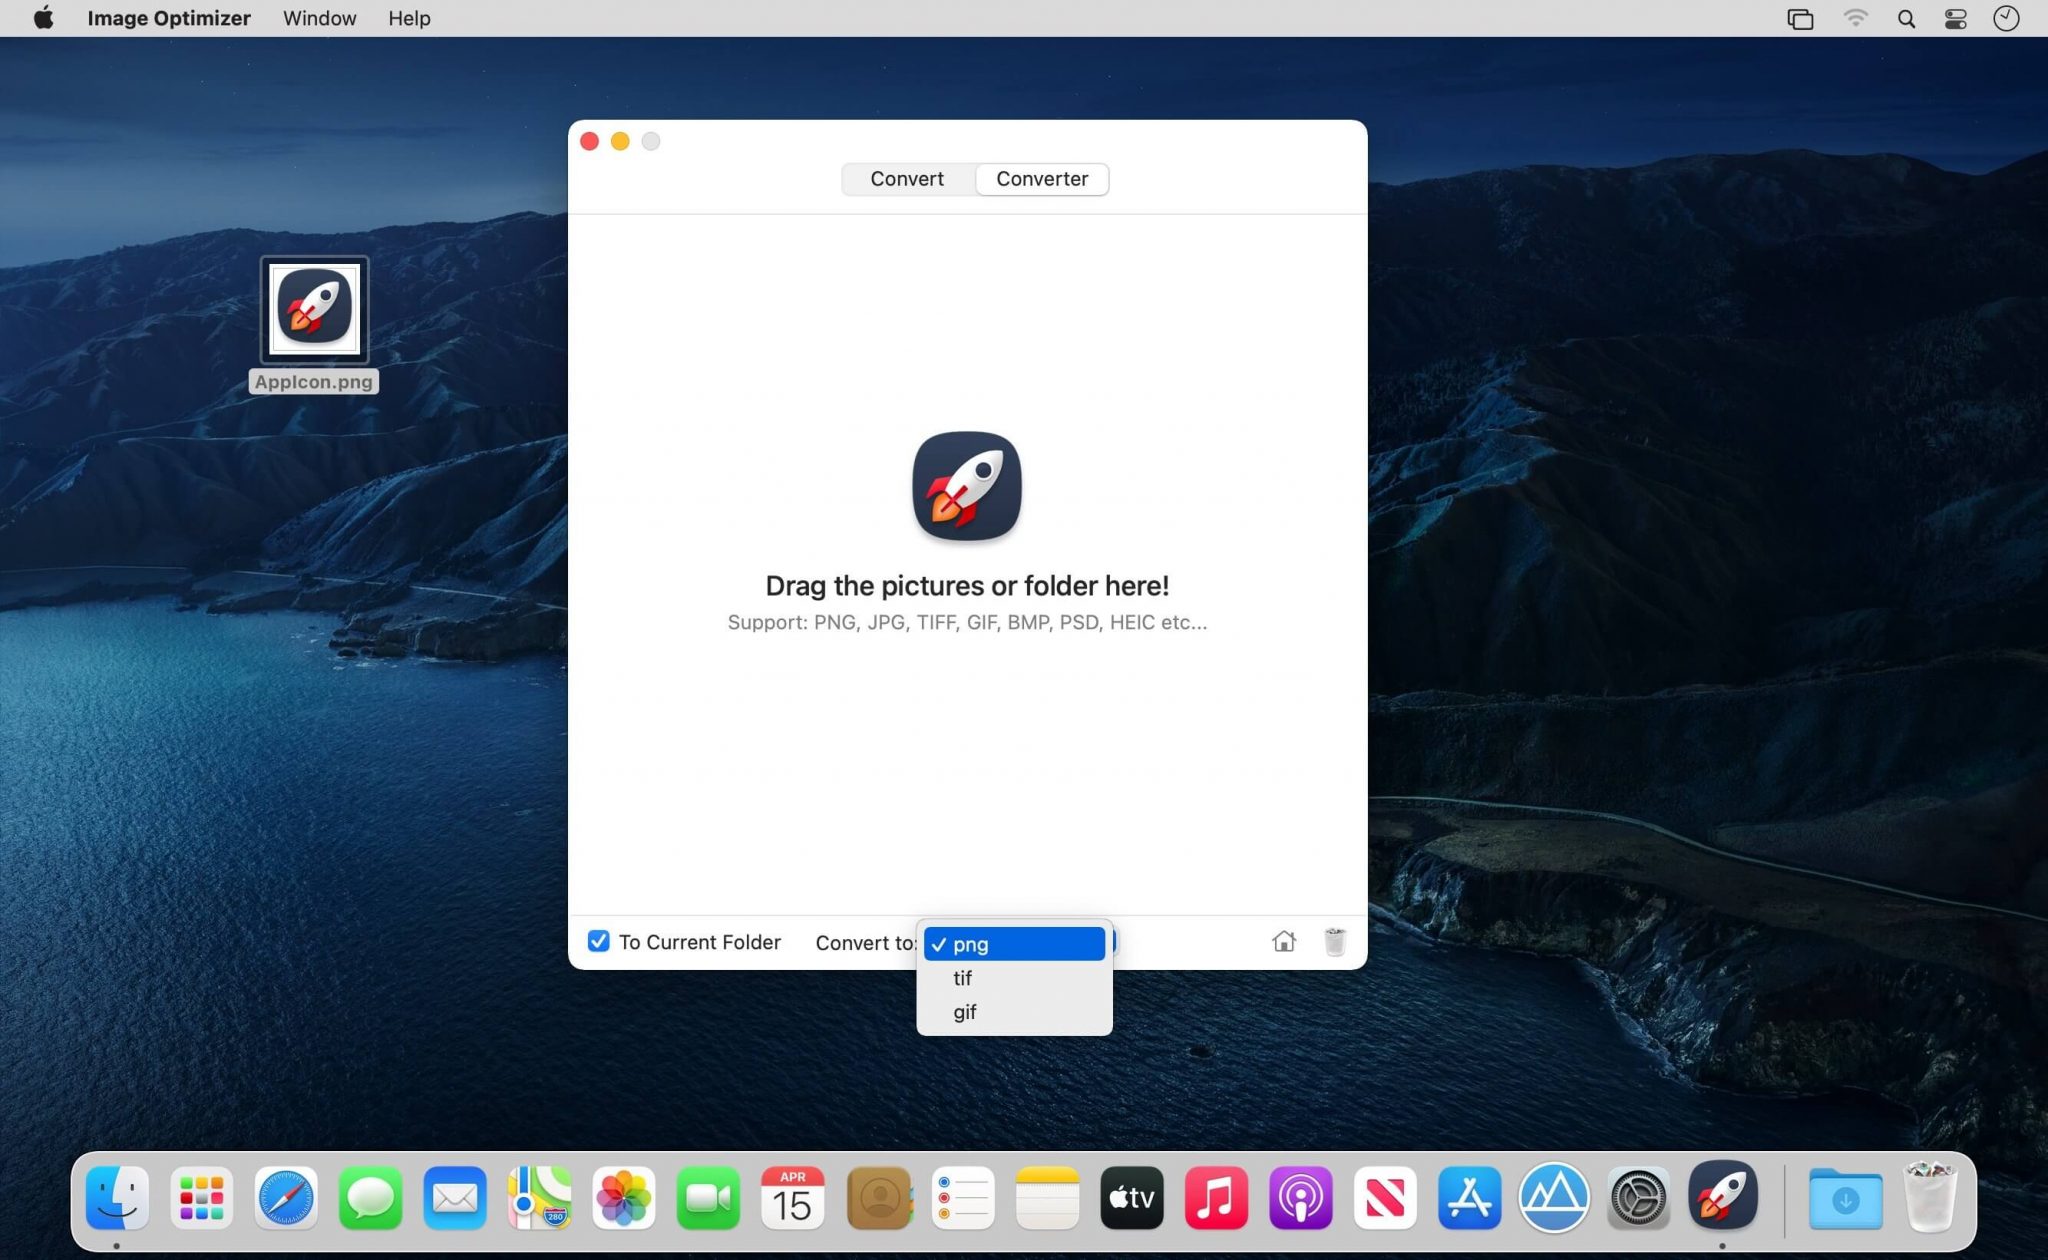 Image Optimizer Window Help
Convert Converter
AppIcon.png
Drag the pictures or folder here!
Support: PNG, JPG, TIFF, GIF, BMP, PSD, HEIC etc...
To Current Folder Convert to:
png
tif
gif
280
APR
15
tv